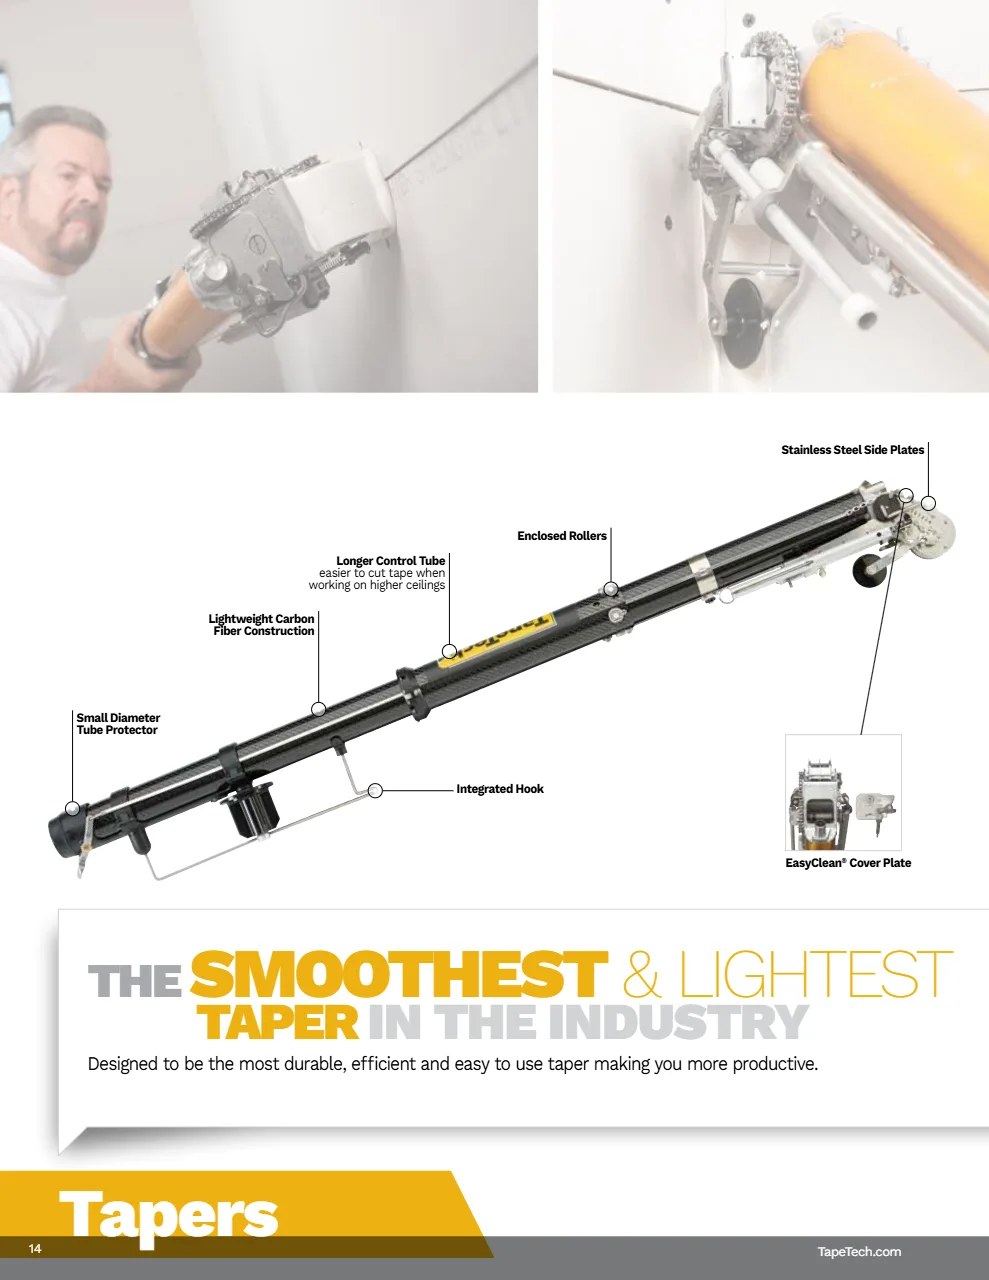 Stainless Steel Side Plates
Enclosed Rollers
Longer Control Tube
easier to cut tape when
working on higher ceilings
Lightweight Carbon
Fiber Construction
TapeTech
Small Diameter
Tube Protector
Integrated Hook
EasyClean® Cover Plate
THE SMOOTHEST & LIGHTEST
TAPER IN THE INDUSTRY
Designed to be the most durable, efficient and easy to use taper making you more productive.
Tapers
14
TapeTech.com